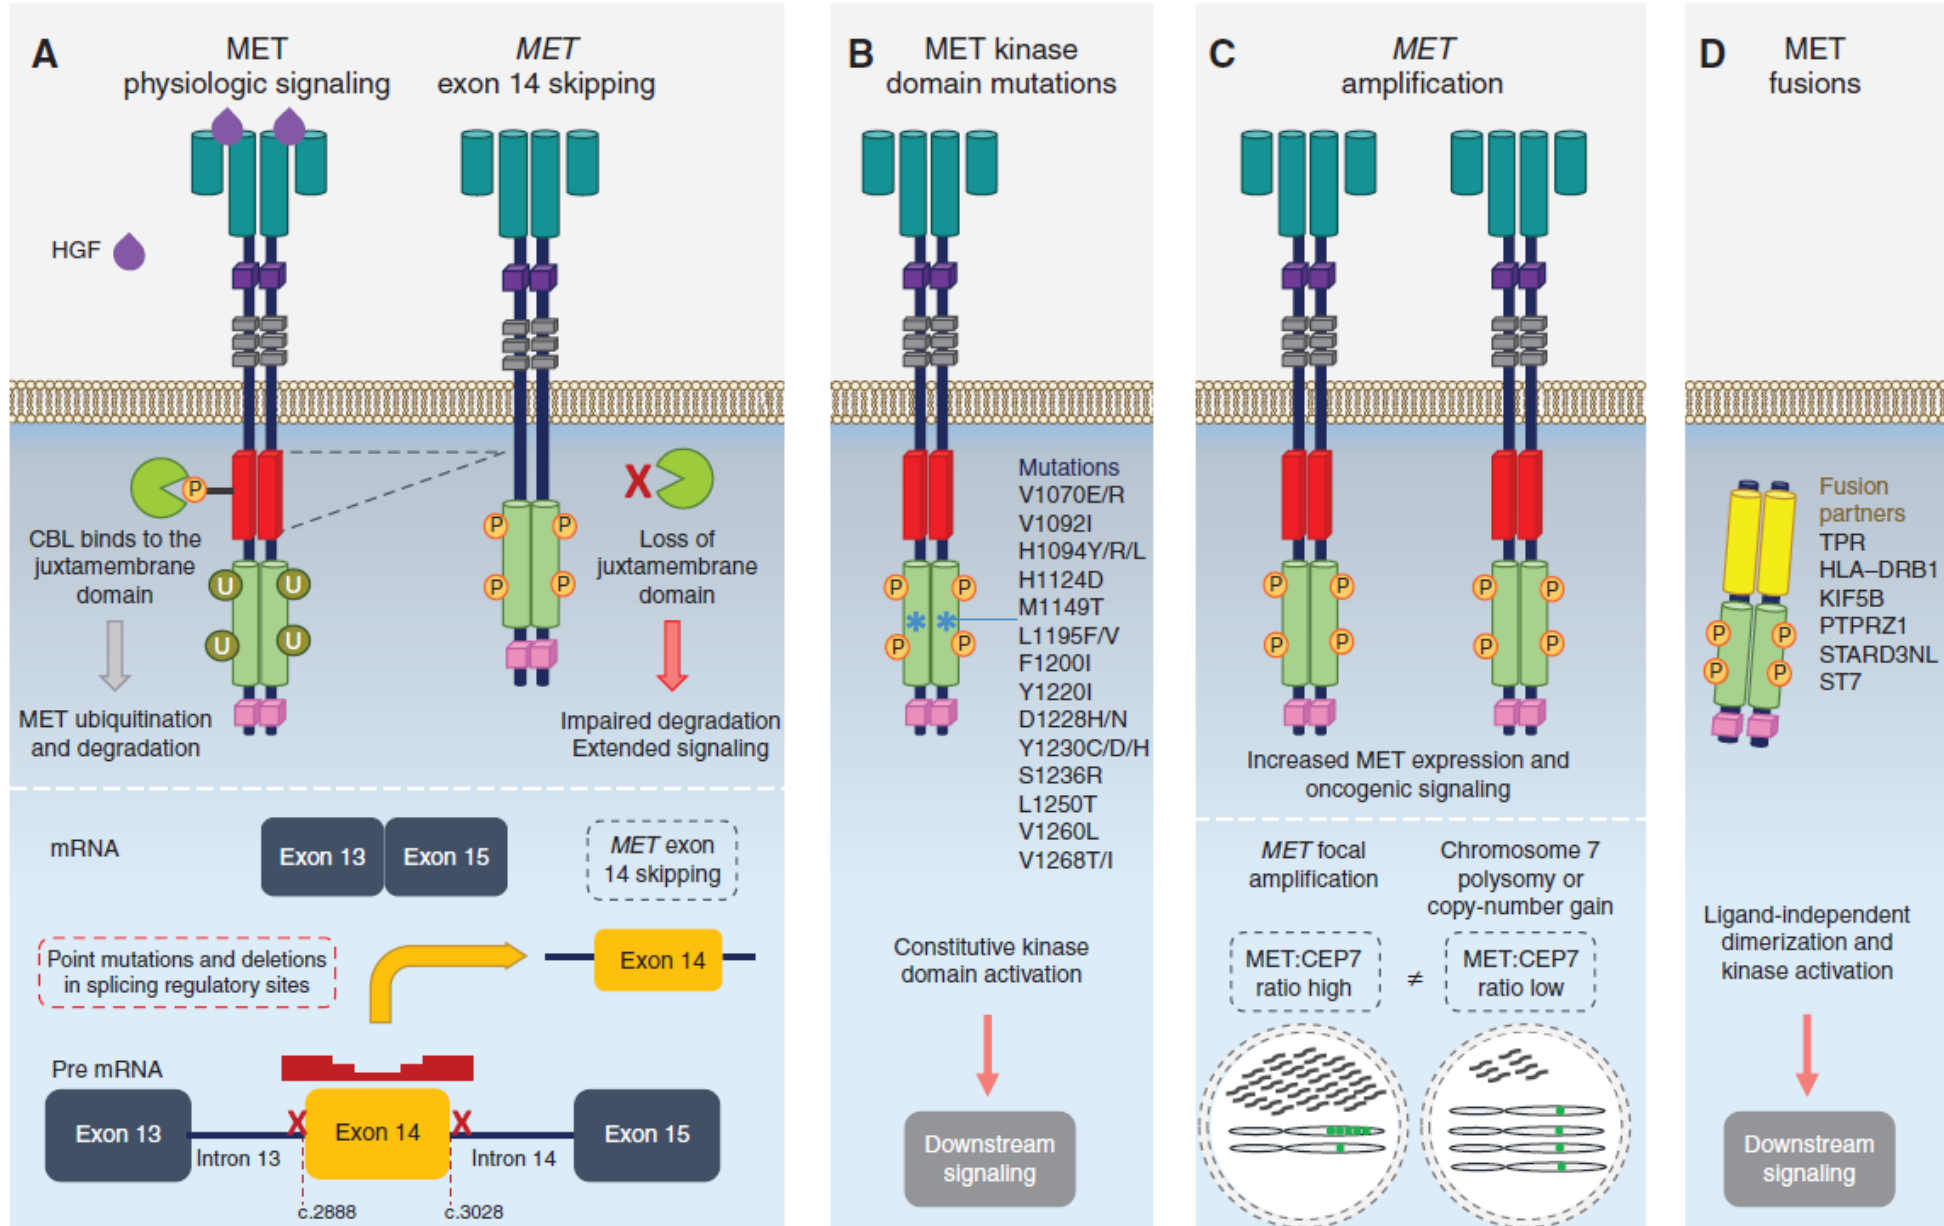 A
MET
physiologic signaling
MET
exon 14 skipping
HGF
P
CBL binds to the
juxtamembrane
domain
U
U
U
U
MET ubiquitination
and degradation
P
P
P
P
X
Loss of
juxtamembrane
domain
Impaired degradation
Extended signaling
mRNA
Exon 13
Exon 15
MET exon
14 skipping
Point mutations and deletions
in splicing regulatory sites
Exon 14
Pre mRNA
Exon 13
Intron 13
X
Exon 14
X
Intron 14
Exon 15
c.2888
c.3028
B
MET kinase
domain mutations
P
P
P
P
*
*
Mutations
V1070E/R
V1092I
H1094Y/R/L
H1124D
M1149T
L1195F/V
F1200I
Y1220I
D1228H/N
Y1230C/D/H
S1236R
L1250T
V1260L
V1268T/I
Constitutive kinase
domain activation
Downstream
signaling
C
MET
amplification
P
P
P
P
P
P
P
P
Increased MET expression and
oncogenic signaling
MET focal
amplification
Chromosome 7
polysomy or
copy-number gain
MET:CEP7
ratio high
≠
MET:CEP7
ratio low
D
MET
fusions
P
P
P
P
Fusion
partners
TPR
HLA–DRB1
KIF5B
PTPRZ1
STARD3NL
ST7
Ligand-independent
dimerization and
kinase activation
Downstream
signaling